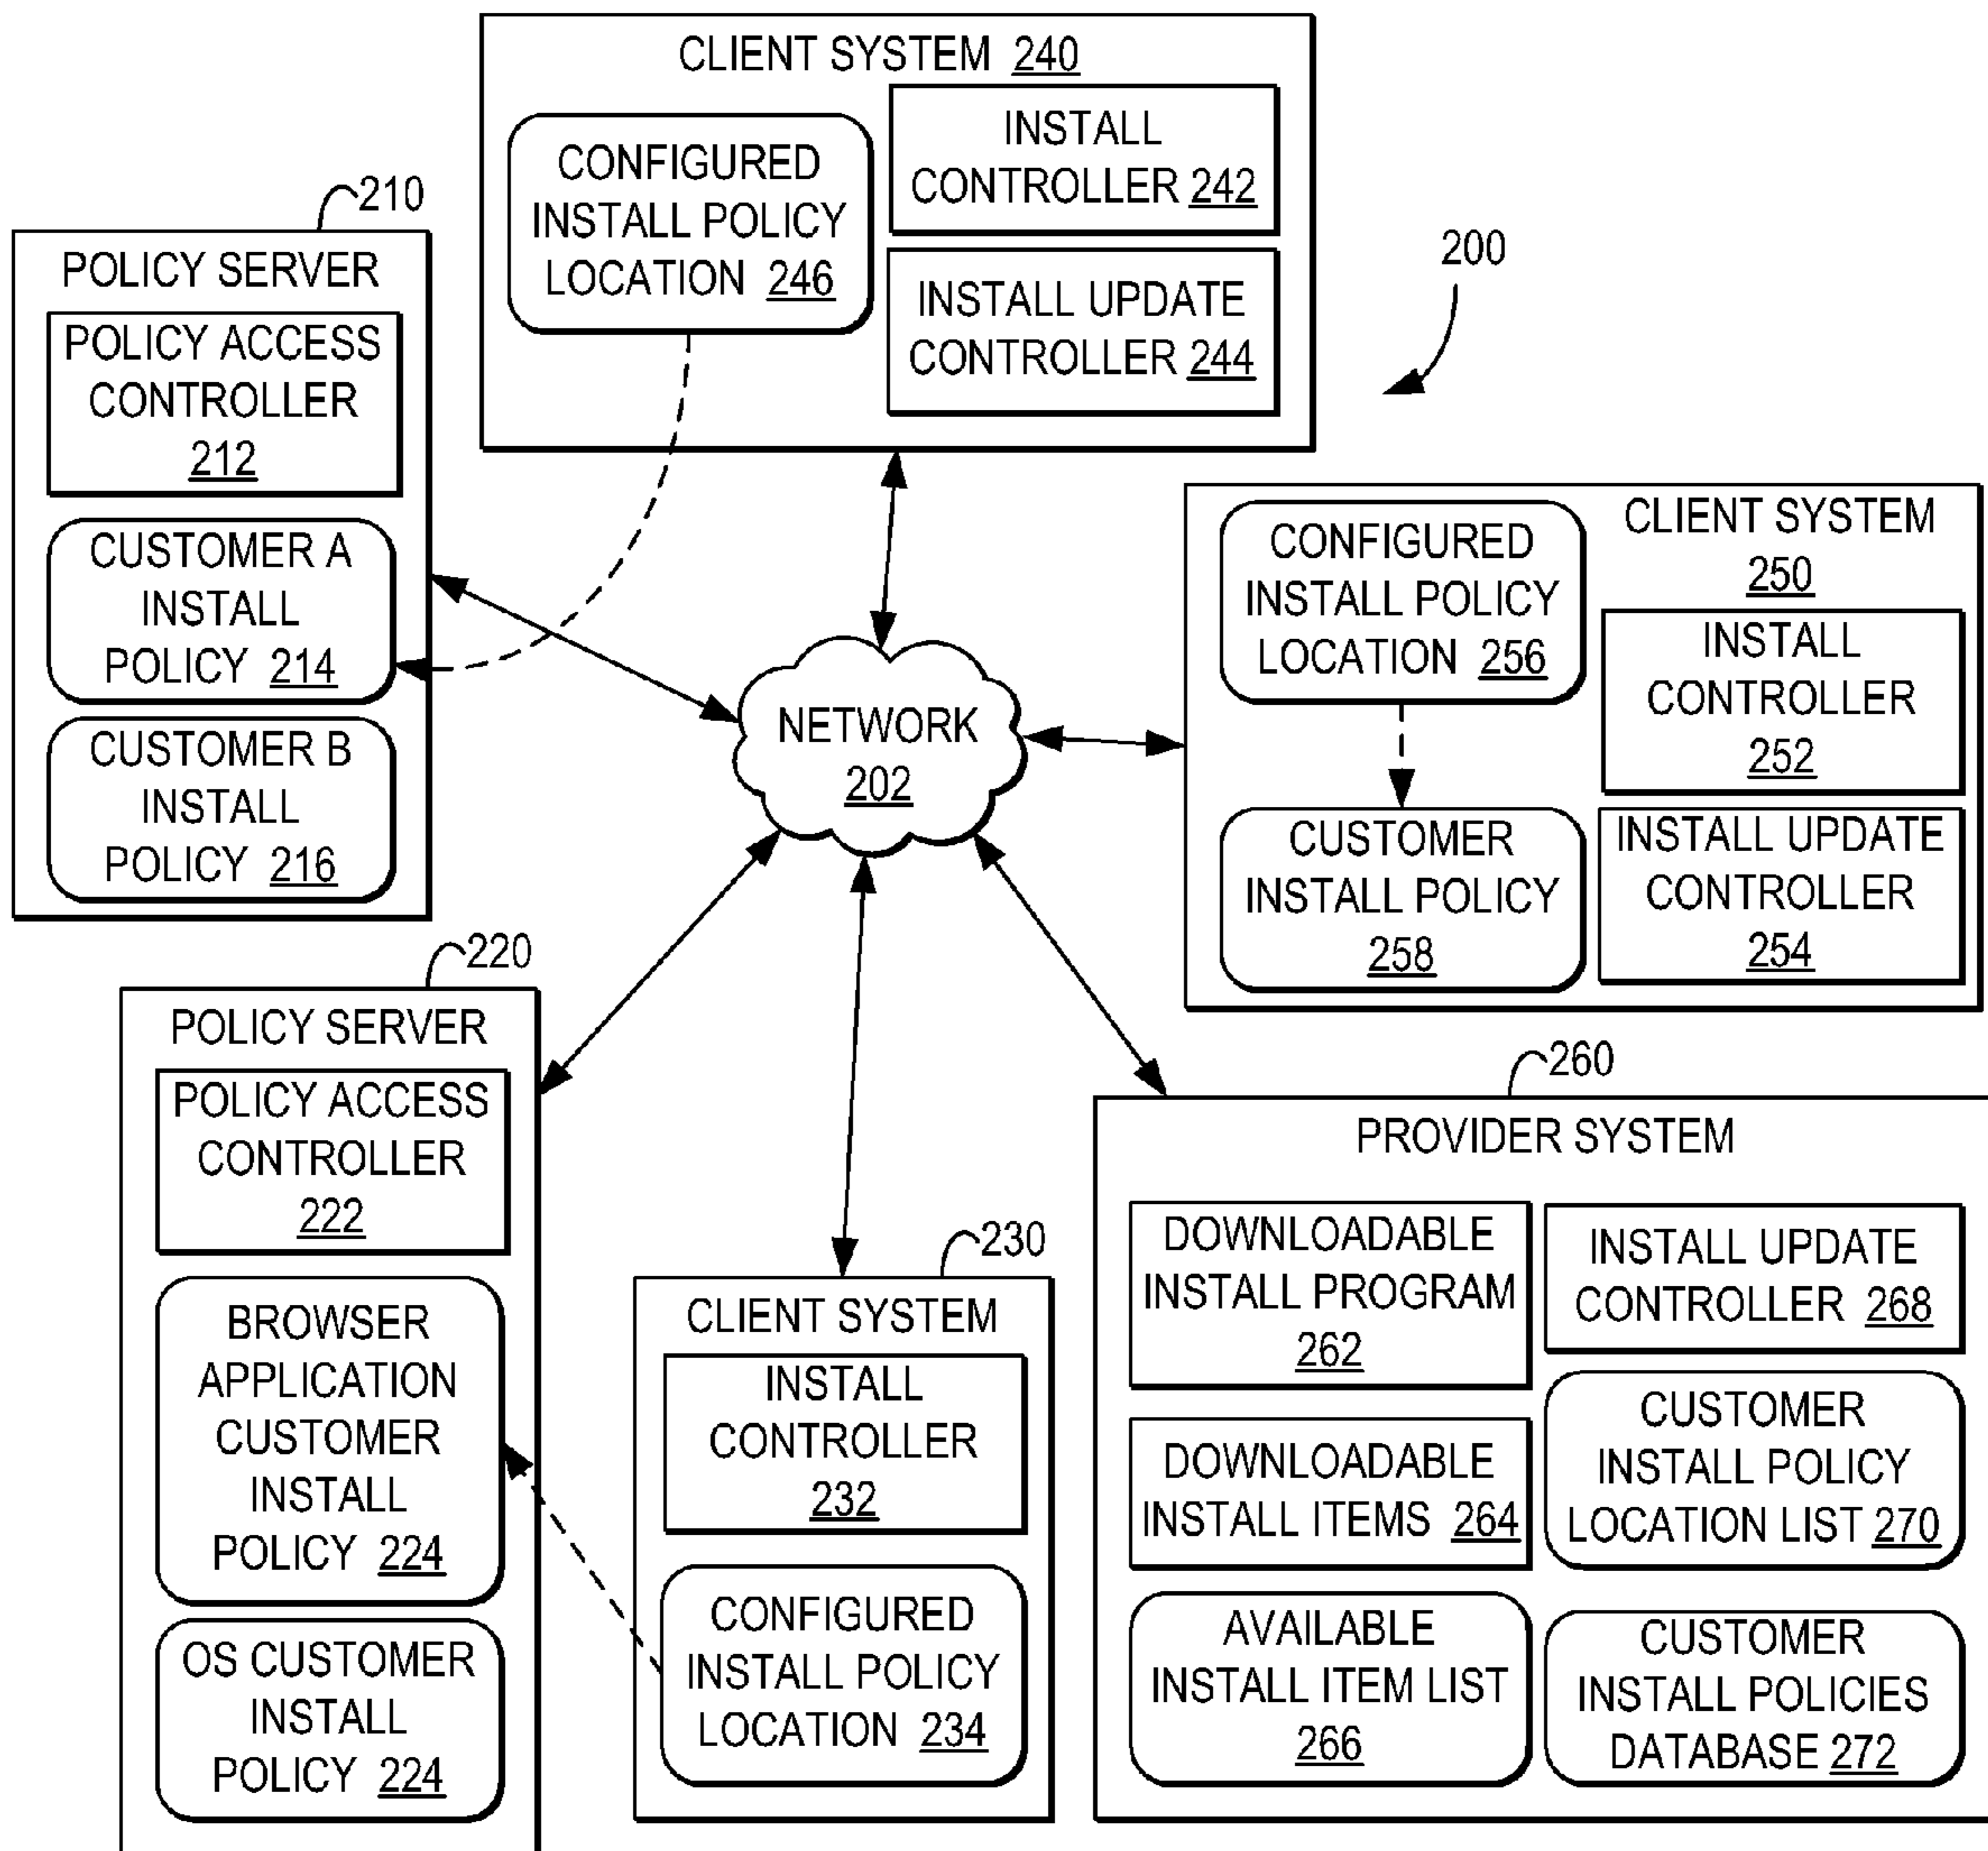 CLIENT SYSTEM 240
CONFIGURED
INSTALL POLICY
LOCATION 246
INSTALL
CONTROLLER 242
INSTALL UPDATE
CONTROLLER 244
200
210
POLICY SERVER
POLICY ACCESS
CONTROLLER
212
CUSTOMER A
INSTALL
POLICY 214
CUSTOMER B
INSTALL
POLICY 216
NETWORK
202
CLIENT SYSTEM
250
CONFIGURED
INSTALL POLICY
LOCATION 256
INSTALL
CONTROLLER
252
CUSTOMER
INSTALL POLICY
258
INSTALL UPDATE
CONTROLLER
254
220
POLICY SERVER
POLICY ACCESS
CONTROLLER
222
BROWSER
APPLICATION
CUSTOMER
INSTALL
POLICY 224
OS CUSTOMER
INSTALL
POLICY 224
230
CLIENT SYSTEM
INSTALL
CONTROLLER
232
CONFIGURED
INSTALL POLICY
LOCATION 234
260
PROVIDER SYSTEM
DOWNLOADABLE
INSTALL PROGRAM
262
INSTALL UPDATE
CONTROLLER 268
DOWNLOADABLE
INSTALL ITEMS 264
CUSTOMER
INSTALL POLICY
LOCATION LIST 270
AVAILABLE
INSTALL ITEM LIST
266
CUSTOMER
INSTALL POLICIES
DATABASE 272